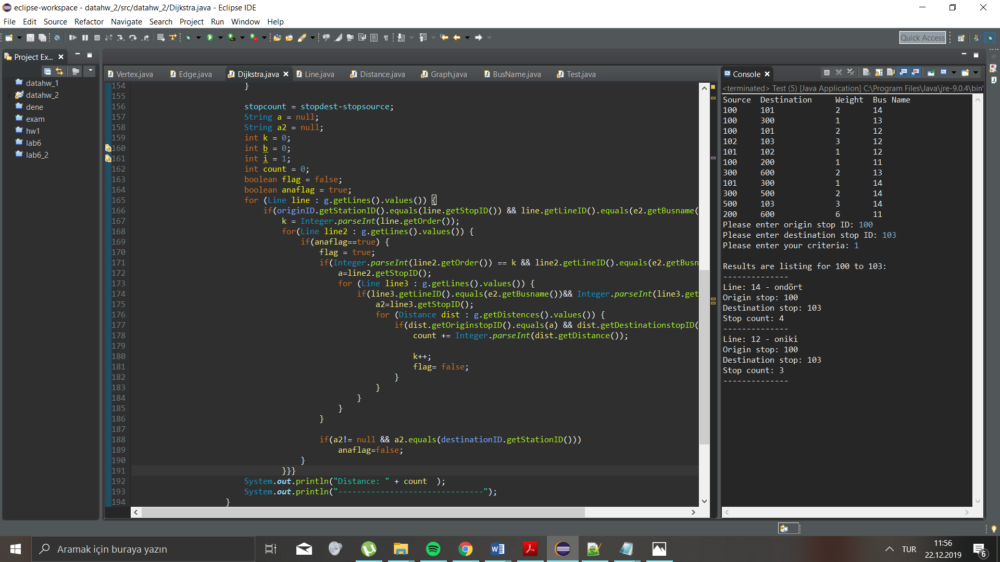 eclipse-workspace - datahw_2/src/datahw_2/Dijkstra.java - Eclipse IDE
File Edit Source Refactor Navigate Search Project Run Window Help
Quick Access
Project Ex...
datahw_1
datahw_2
dene
exam
hw1
lab6
lab6_2
Vertex.java Edge.java Dijkstra.java Line.java Distance.java Graph.java BusName.java Test.java
154 }
155
156 stopcount = stopdest-stopsource;
157 String a = null;
158 String a2 = null;
159 int k = 0;
160 int b = 0;
161 int i = 1;
162 int count = 0;
163 boolean flag = false;
164 boolean anaflag = true;
165 for (Line line : g.getLines().values()) {
166 if(originID.getStationID().equals(line.getStopID()) && line.getLineID().equals(e2.getBusname(
167 k = Integer.parseInt(line.getOrder());
168 for(Line line2 : g.getLines().values()) {
169 if(anaflag==true) {
170 flag = true;
171 if(Integer.parseInt(line2.getOrder()) == k && line2.getLineID().equals(e2.getBusn
172 a=line2.getStopID();
173 for (Line line3 : g.getLines().values()) {
174 if(line3.getLineID().equals(e2.getBusname())&& Integer.parseInt(line3.get
175 a2=line3.getStopID();
176 for (Distance dist : g.getDistences().values()) {
177 if(dist.getOriginstopID().equals(a) && dist.getDestinationstopID(
178 count += Integer.parseInt(dist.getDistance());
179
180 k++;
181 flag= false;
182 }
183 }
184 }
185 }
186 }
187
188 if(a2!= null && a2.equals(destinationID.getStationID()))
189 anaflag=false;
190 }
191 }}}
192 System.out.println("Distance: " + count );
193 System.out.println("-------------------------------");
194 }
Console
<terminated> Test (5) [Java Application] C:\Program Files\Java\jre-9.0.4\bin\
Source Destination Weight Bus Name
100 101 2 14
100 300 1 13
100 101 2 12
102 103 3 12
101 102 1 12
100 200 1 11
300 600 2 13
101 300 1 14
300 500 2 14
500 103 3 14
200 600 6 11
Please enter origin stop ID: 100
Please enter destination stop ID: 103
Please enter your criteria: 1
Results are listing for 100 to 103:
--------------
Line: 14 - ondört
Origin stop: 100
Destination stop: 103
Stop count: 4
--------------
Line: 12 - oniki
Origin stop: 100
Destination stop: 103
Stop count: 3
--------------
Aramak için buraya yazın
TUR
11:56
22.12.2019
6